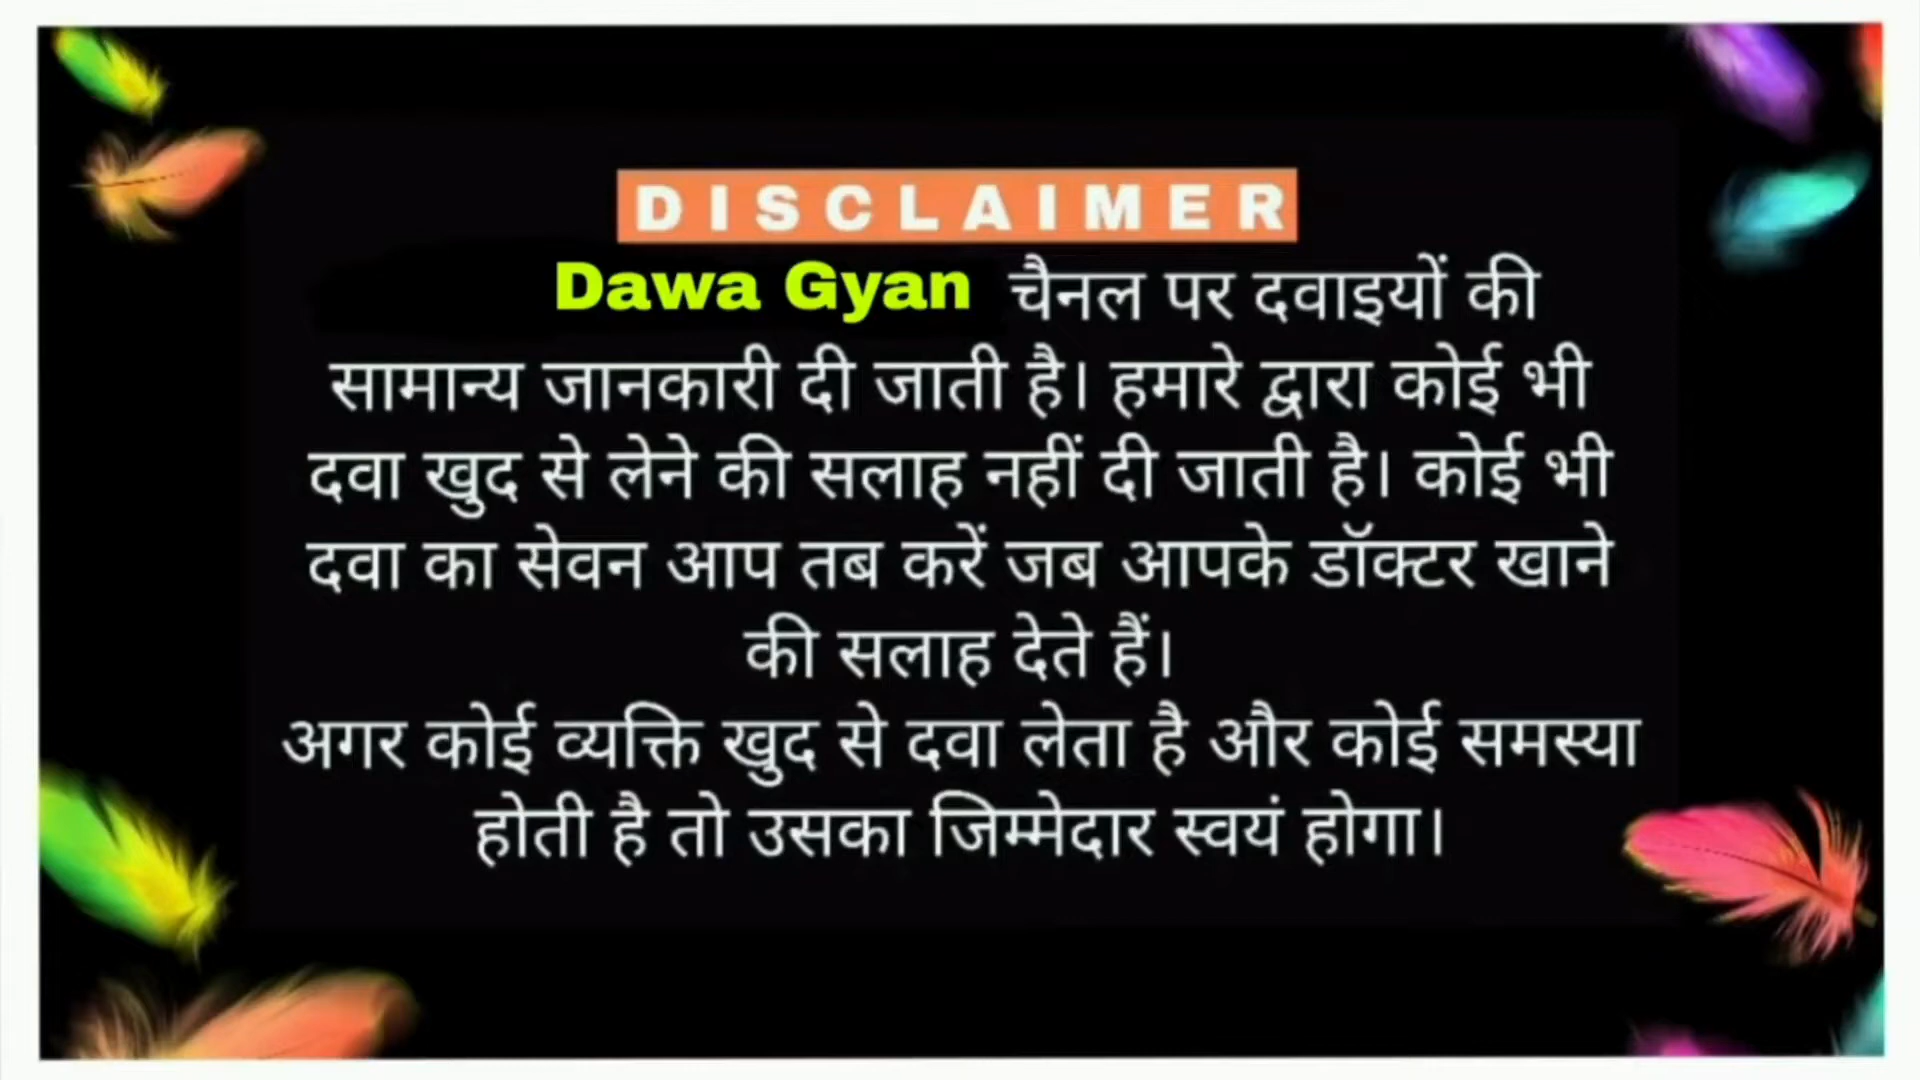 DISCLAIMER
Dawa Gyan चैनल पर दवाइयों की
सामान्य जानकारी दी जाती है। हमारे द्वारा कोई भी
दवा खुद से लेने की सलाह नहीं दी जाती है। कोई भी
दवा का सेवन आप तब करें जब आपके डॉक्टर खाने
की सलाह देते हैं।
अगर कोई व्यक्ति खुद से दवा लेता है और कोई समस्या
होती है तो उसका जिम्मेदार स्वयं होगा।